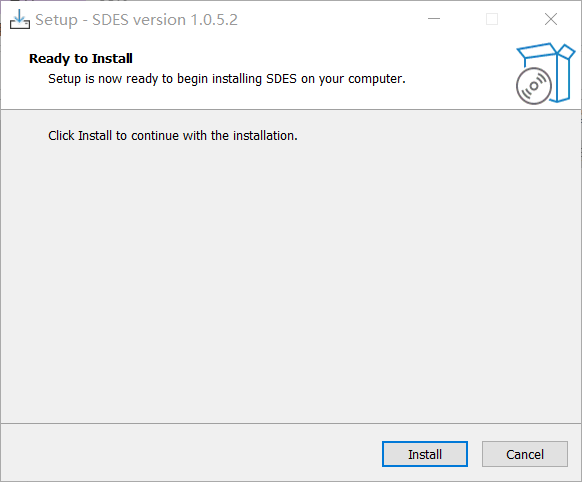 Setup - SDES version 1.0.5.2
Ready to Install
Setup is now ready to begin installing SDES on your computer.
Click Install to continue with the installation.
Install
Cancel